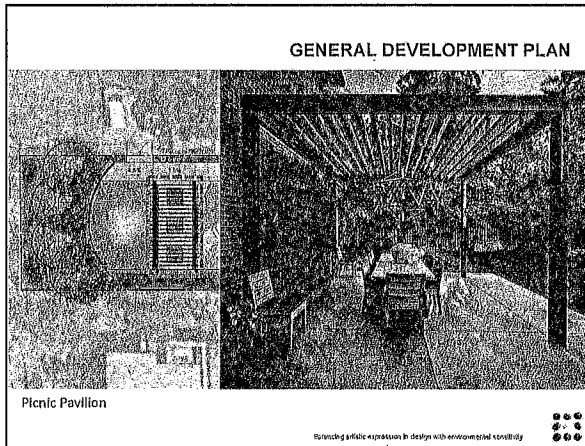 GENERAL DEVELOPMENT PLAN
Picnic Pavilion
Balancing artistic expression in design with environmental sensitivity